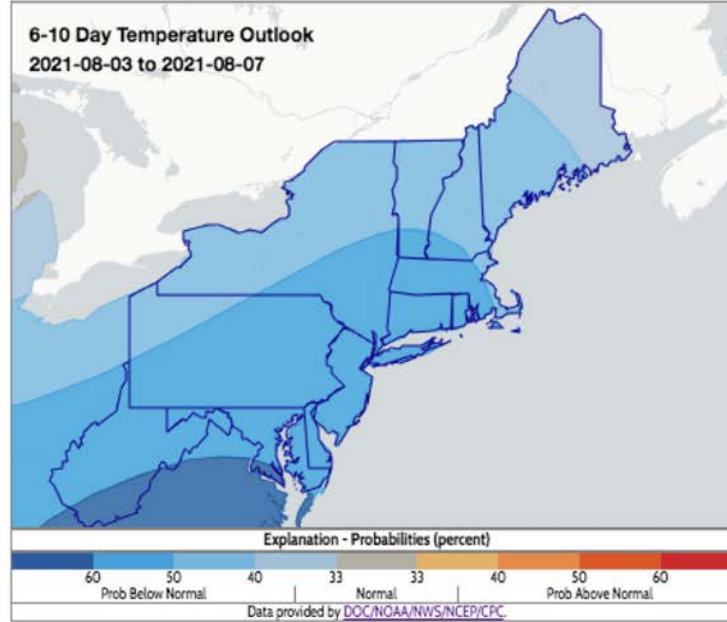 6-10 Day Temperature Outlook
2021-08-03 to 2021-08-07
Explanation - Probabilities (percent)
60 50 40 33 33 40 50 60
Prob Below Normal Normal Prob Above Normal
Data provided by DOC/NOAA/NWS/NCEP/CPC.